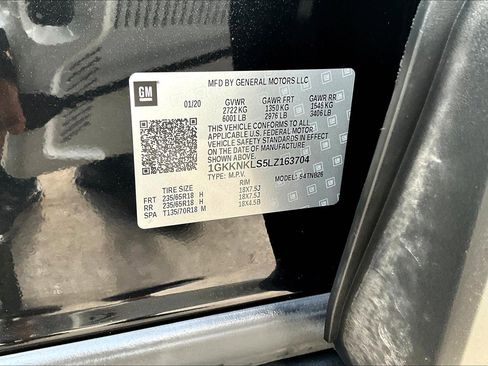 GM
MFD BY GENERAL MOTORS LLC
01/20 GVWR GAWR FRT GAWR RR
2722 KG 1350 KG 1545 KG
6001 LB 2976 LB 3406 LB
THIS VEHICLE CONFORMS TO ALL
APPLICABLE U.S. FEDERAL MOTOR
VEHICLE SAFETY STANDARDS IN EFFECT
ON THE DATE OF MANUFACTURE
SHOWN ABOVE
1GKKNKLS5LZ163704
TYPE: M.P.V. MODEL: S4TNB26
TIRE SIZE RIM
FRT 235/65R18 H 18X7.5J
RR 235/65R18 H 18X7.5J
SPA T135/70R18 M 18X4.5B